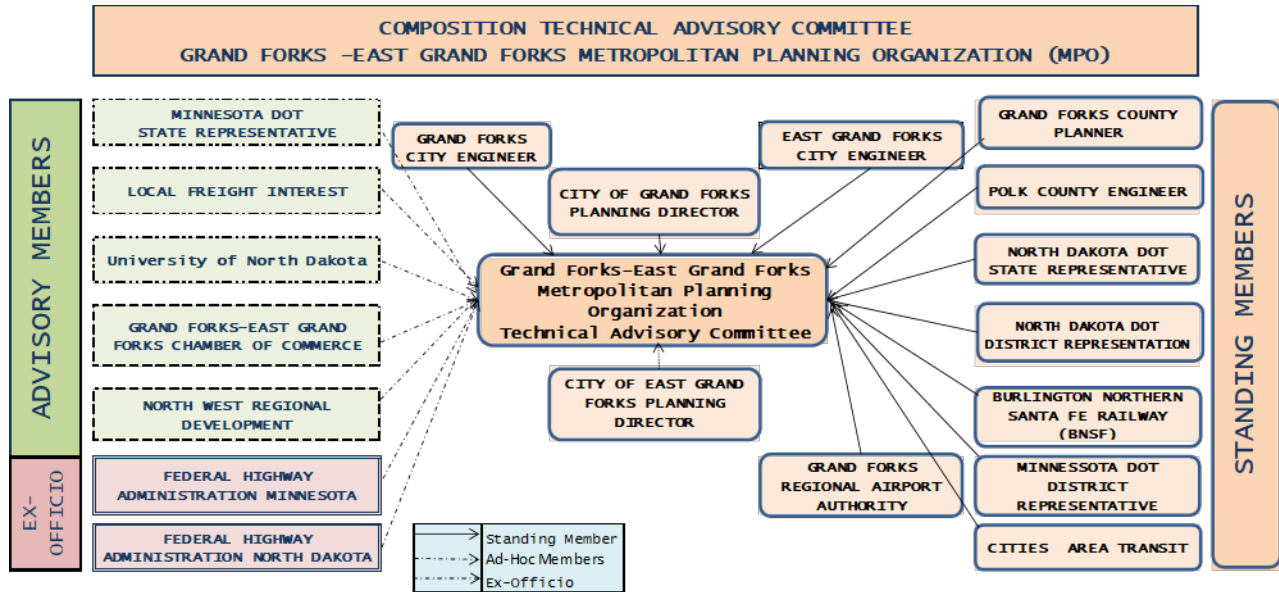 COMPOSITION TECHNICAL ADVISORY COMMITTEE
GRAND FORKS -EAST GRAND FORKS METROPOLITAN PLANNING ORGANIZATION (MPO)
ADVISORY MEMBERS
EX-
OFFICIO
MINNESOTA DOT
STATE REPRESENTATIVE
LOCAL FREIGHT INTEREST
University of North Dakota
GRAND FORKS-EAST GRAND
FORKS CHAMBER OF COMMERCE
NORTH WEST REGIONAL
DEVELOPMENT
FEDERAL HIGHWAY
ADMINISTRATION MINNESOTA
FEDERAL HIGHWAY
ADMINISTRATION NORTH DAKOTA
GRAND FORKS
CITY ENGINEER
CITY OF GRAND FORKS
PLANNING DIRECTOR
EAST GRAND FORKS
CITY ENGINEER
Grand Forks-East Grand Forks
Metropolitan Planning
Organization
Technical Advisory Committee
CITY OF EAST GRAND
FORKS PLANNING
DIRECTOR
GRAND FORKS
REGIONAL AIRPORT
AUTHORITY
Standing Member
Ad-Hoc Members
Ex-Officio
GRAND FORKS COUNTY
PLANNER
POLK COUNTY ENGINEER
NORTH DAKOTA DOT
STATE REPRESENTATIVE
NORTH DAKOTA DOT
DISTRICT REPRESENTATION
BURLINGTON NORTHERN
SANTA FE RAILWAY
(BNSF)
MINNESSOTA DOT
DISTRICT
REPRESENTATIVE
CITIES AREA TRANSIT
STANDING MEMBERS